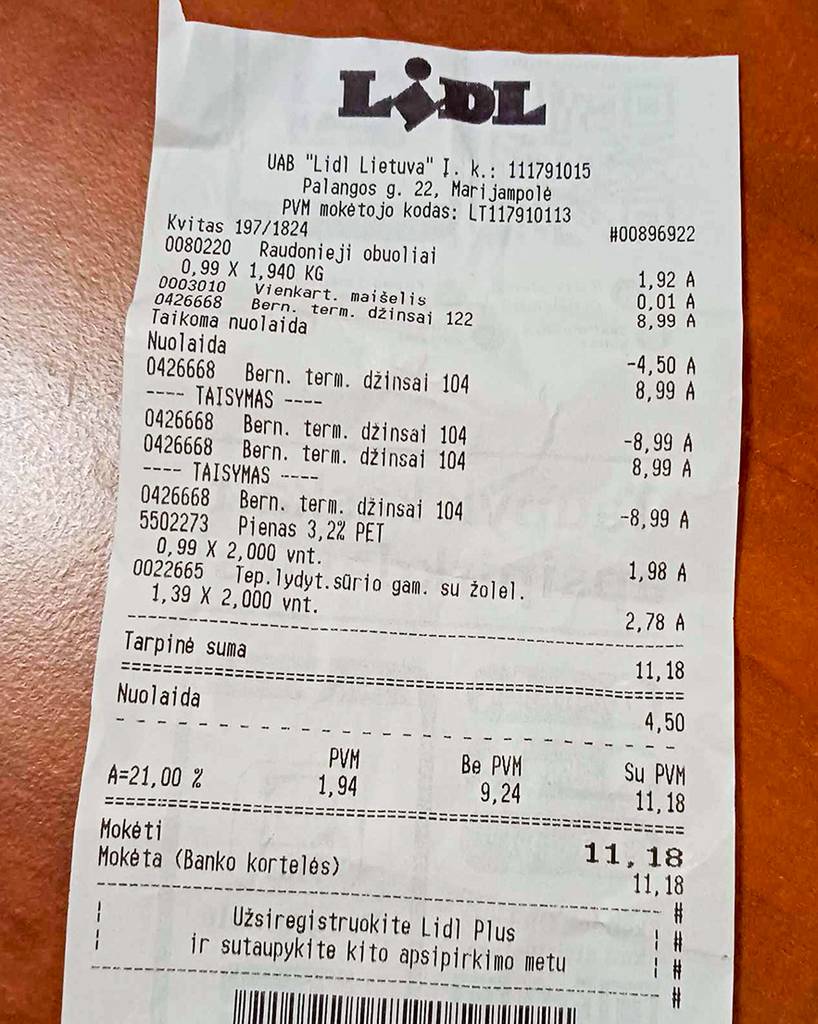 LIDL
UAB "Lidl Lietuva" Į. k.: 111791015
Palangos g. 22, Marijampolė
PVM mokėtojo kodas: LT117910113
Kvitas 197/1824 #00896922
0080220 Raudonieji obuoliai
0,99 X 1,940 KG 1,92 A
0003010 Vienkart. maišelis 0,01 A
0426668 Bern. term. džinsai 122 8,99 A
Taikoma nuolaida
Nuolaida -4,50 A
0426668 Bern. term. džinsai 104 8,99 A
---- TAISYMAS ----
0426668 Bern. term. džinsai 104 -8,99 A
0426668 Bern. term. džinsai 104 8,99 A
---- TAISYMAS ----
0426668 Bern. term. džinsai 104 -8,99 A
5502273 Pienas 3,2% PET
0,99 X 2,000 vnt. 1,98 A
0022665 Tep.lydyt.sūrio gam. su žolel.
1,39 X 2,000 vnt. 2,78 A
Tarpinė suma 11,18
Nuolaida 4,50
PVM Be PVM Su PVM
A=21,00 % 1,94 9,24 11,18
Mokėti 11,18
Mokėta (Banko kortelės) 11,18
#
Užsiregistruokite Lidl Plus #
ir sutaupykite kito apsipirkimo metu #
#